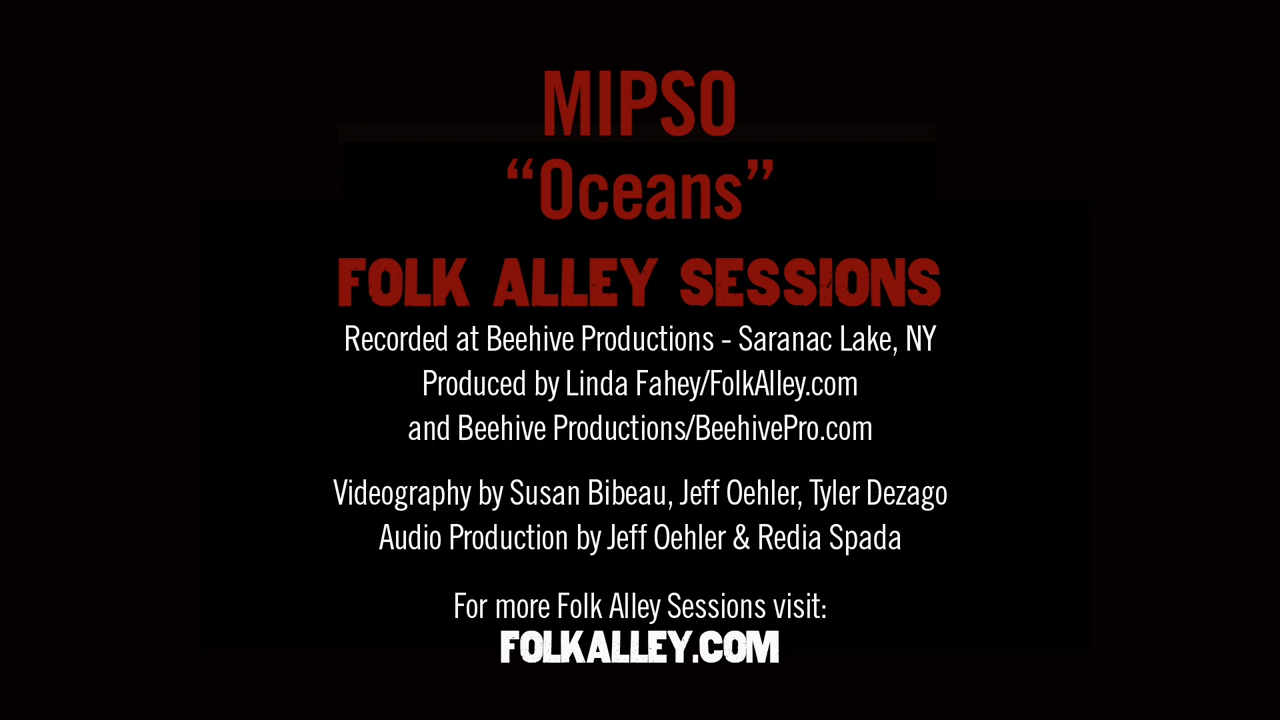 MIPSO
“Oceans”
FOLK ALLEY SESSIONS
Recorded at Beehive Productions - Saranac Lake, NY
Produced by Linda Fahey/FolkAlley.com
and Beehive Productions/BeehivePro.com
Videography by Susan Bibeau, Jeff Oehler, Tyler Dezago
Audio Production by Jeff Oehler & Redia Spada
For more Folk Alley Sessions visit:
FOLKALLEY.COM